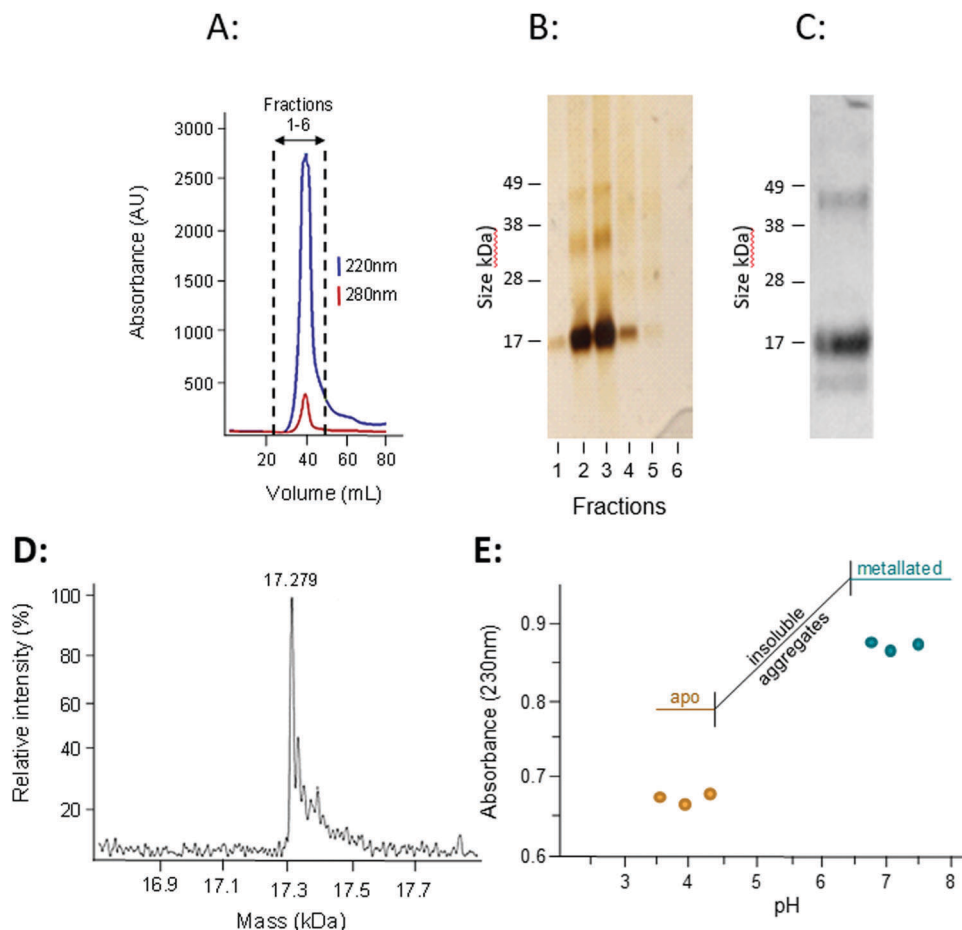 A:
B:
C:
Fractions
1-6
3000
2500
2000
1500
1000
500
Absorbance (AU)
220nm
280nm
20 40 60 80
Volume (mL)
49
38
28
17
Size kDa)
1 2 3 4 5 6
Fractions
49
38
28
17
Size kDa)
D:
17.279
100
80
60
40
20
Relative intensity (%)
16.9 17.1 17.3 17.5 17.7
Mass (kDa)
E:
metallated
insoluble
aggregates
apo
0.9
0.8
0.7
0.6
Absorbance (230nm)
3 4 5 6 7 8
pH